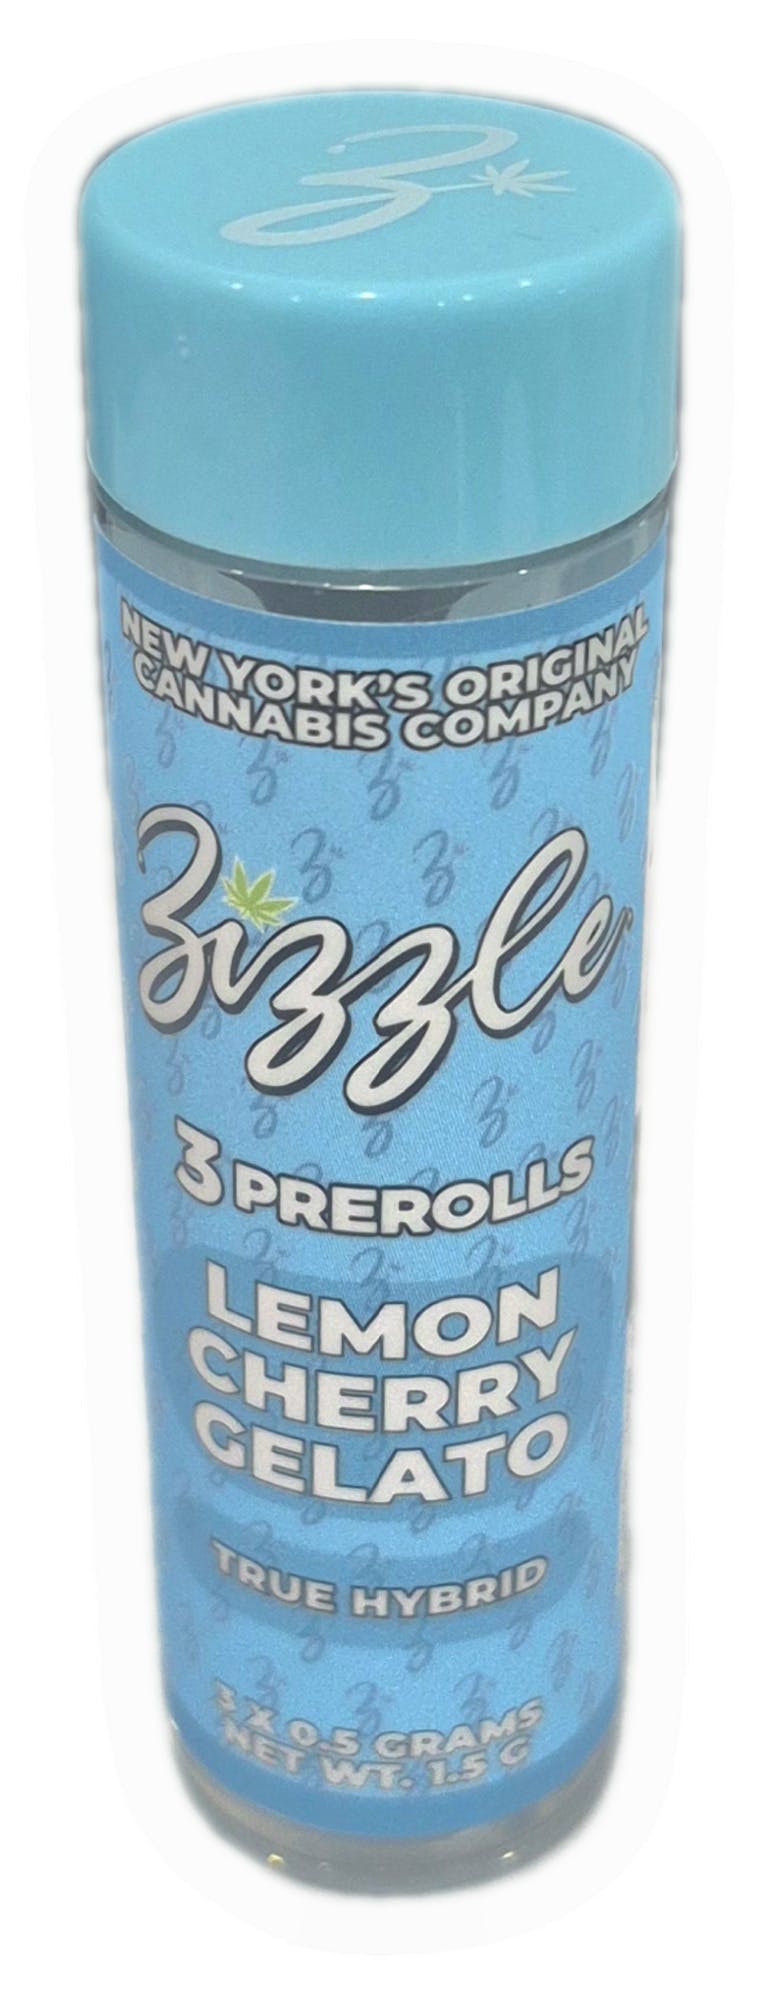 Z
NEW YORK'S ORIGINAL
CANNABIS COMPANY
Zizzle
3 PREROLLS
LEMON
CHERRY
GELATO
TRUE HYBRID
3 X 0.5 GRAMS
NET WT. 1.5 G